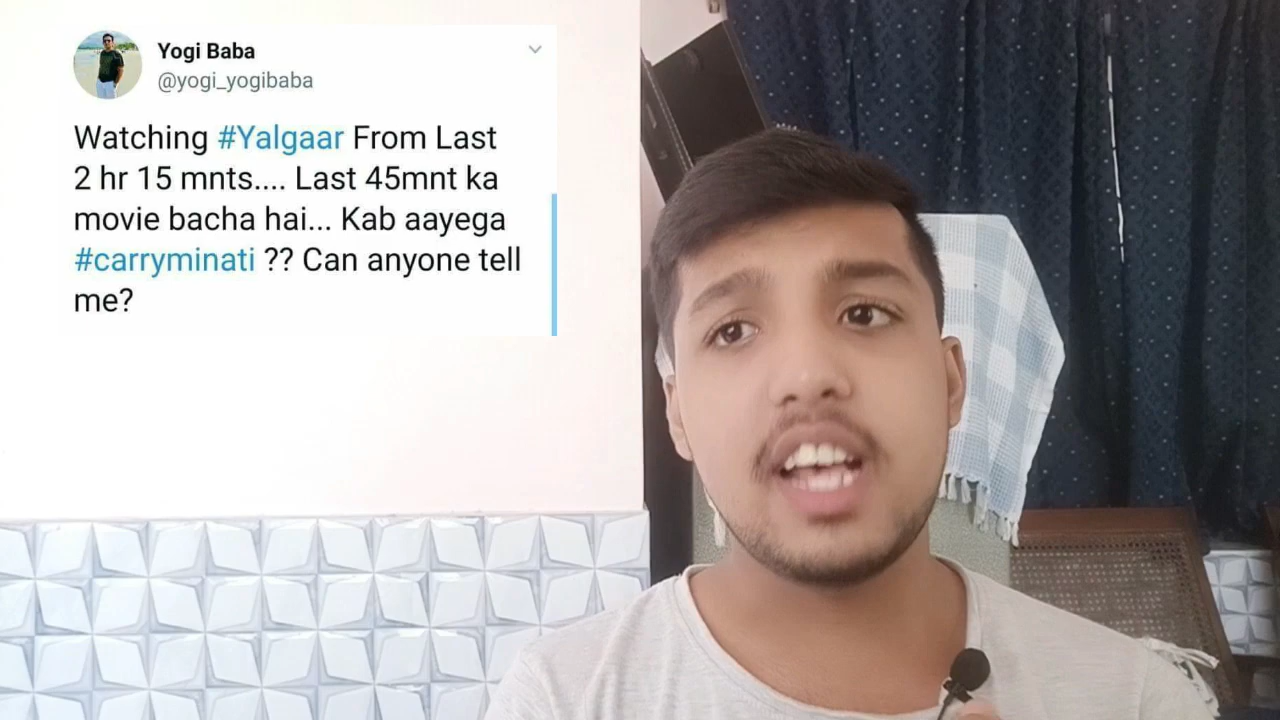 Yogi Baba
@yogi_yogibaba
Watching #Yalgaar From Last
2 hr 15 mnts.... Last 45mnt ka
movie bacha hai... Kab aayega
#carryminati ?? Can anyone tell
me?